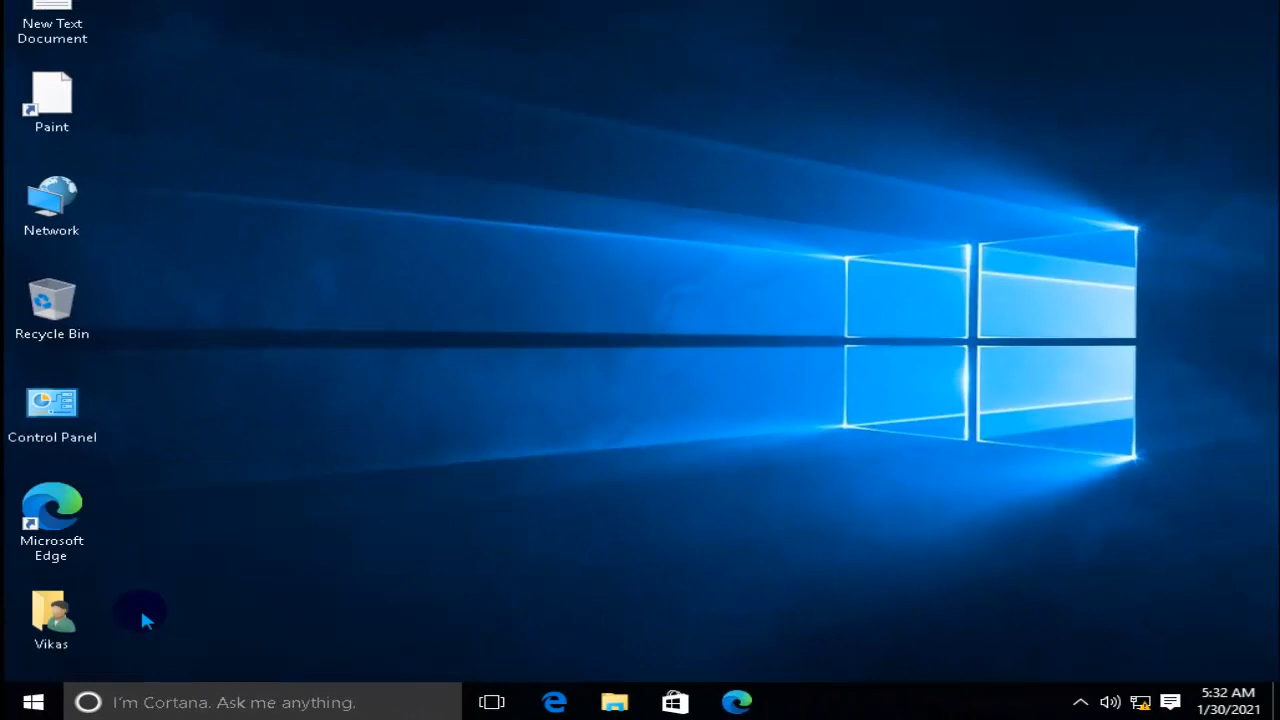 New Text
Document
Paint
Network
Recycle Bin
Control Panel
Microsoft
Edge
Vikas
I'm Cortana. Ask me anything.
5:32 AM
1/30/2021